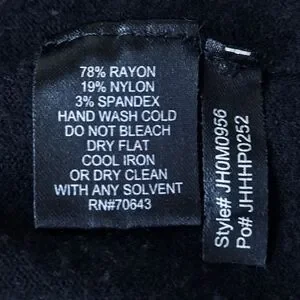 78% RAYON
19% NYLON
3% SPANDEX
HAND WASH COLD
DO NOT BLEACH
DRY FLAT
COOL IRON
OR DRY CLEAN
WITH ANY SOLVENT
RN#70643
Style# JH0M0956
Po# JHHHP0252